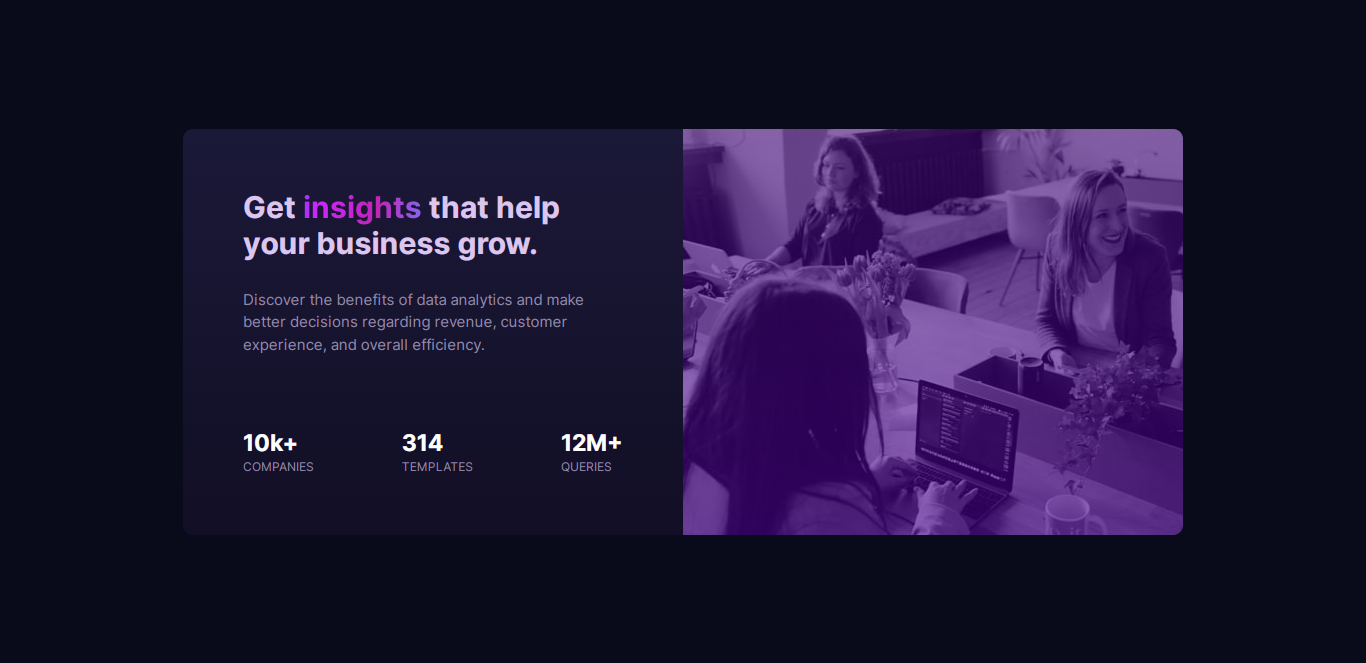 Get insights that help
your business grow.
Discover the benefits of data analytics and make
better decisions regarding revenue, customer
experience, and overall efficiency.
10k+ 314 12M+
COMPANIES TEMPLATES QUERIES